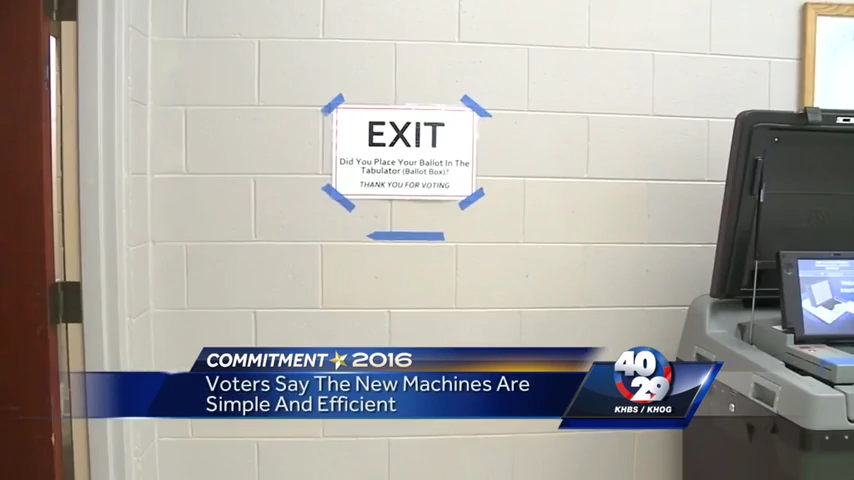 EXIT
Did You Place Your Ballot In The
Tabulator (Ballot Box)?
THANK YOU FOR VOTING
COMMITMENT 2016
Voters Say The New Machines Are
Simple And Efficient
40
29
KHBS / KHOG